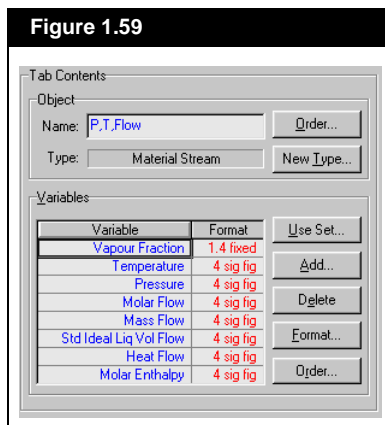 Figure 1.59
Tab Contents
Object
Name: P,T,Flow Order...
Type: Material Stream New Type...
Variables
Variable Format Use Set...
Vapour Fraction 1.4 fixed
Temperature 4 sig fig Add...
Pressure 4 sig fig
Molar Flow 4 sig fig Delete
Mass Flow 4 sig fig
Std Ideal Liq Vol Flow 4 sig fig Format...
Heat Flow 4 sig fig
Molar Enthalpy 4 sig fig Order...